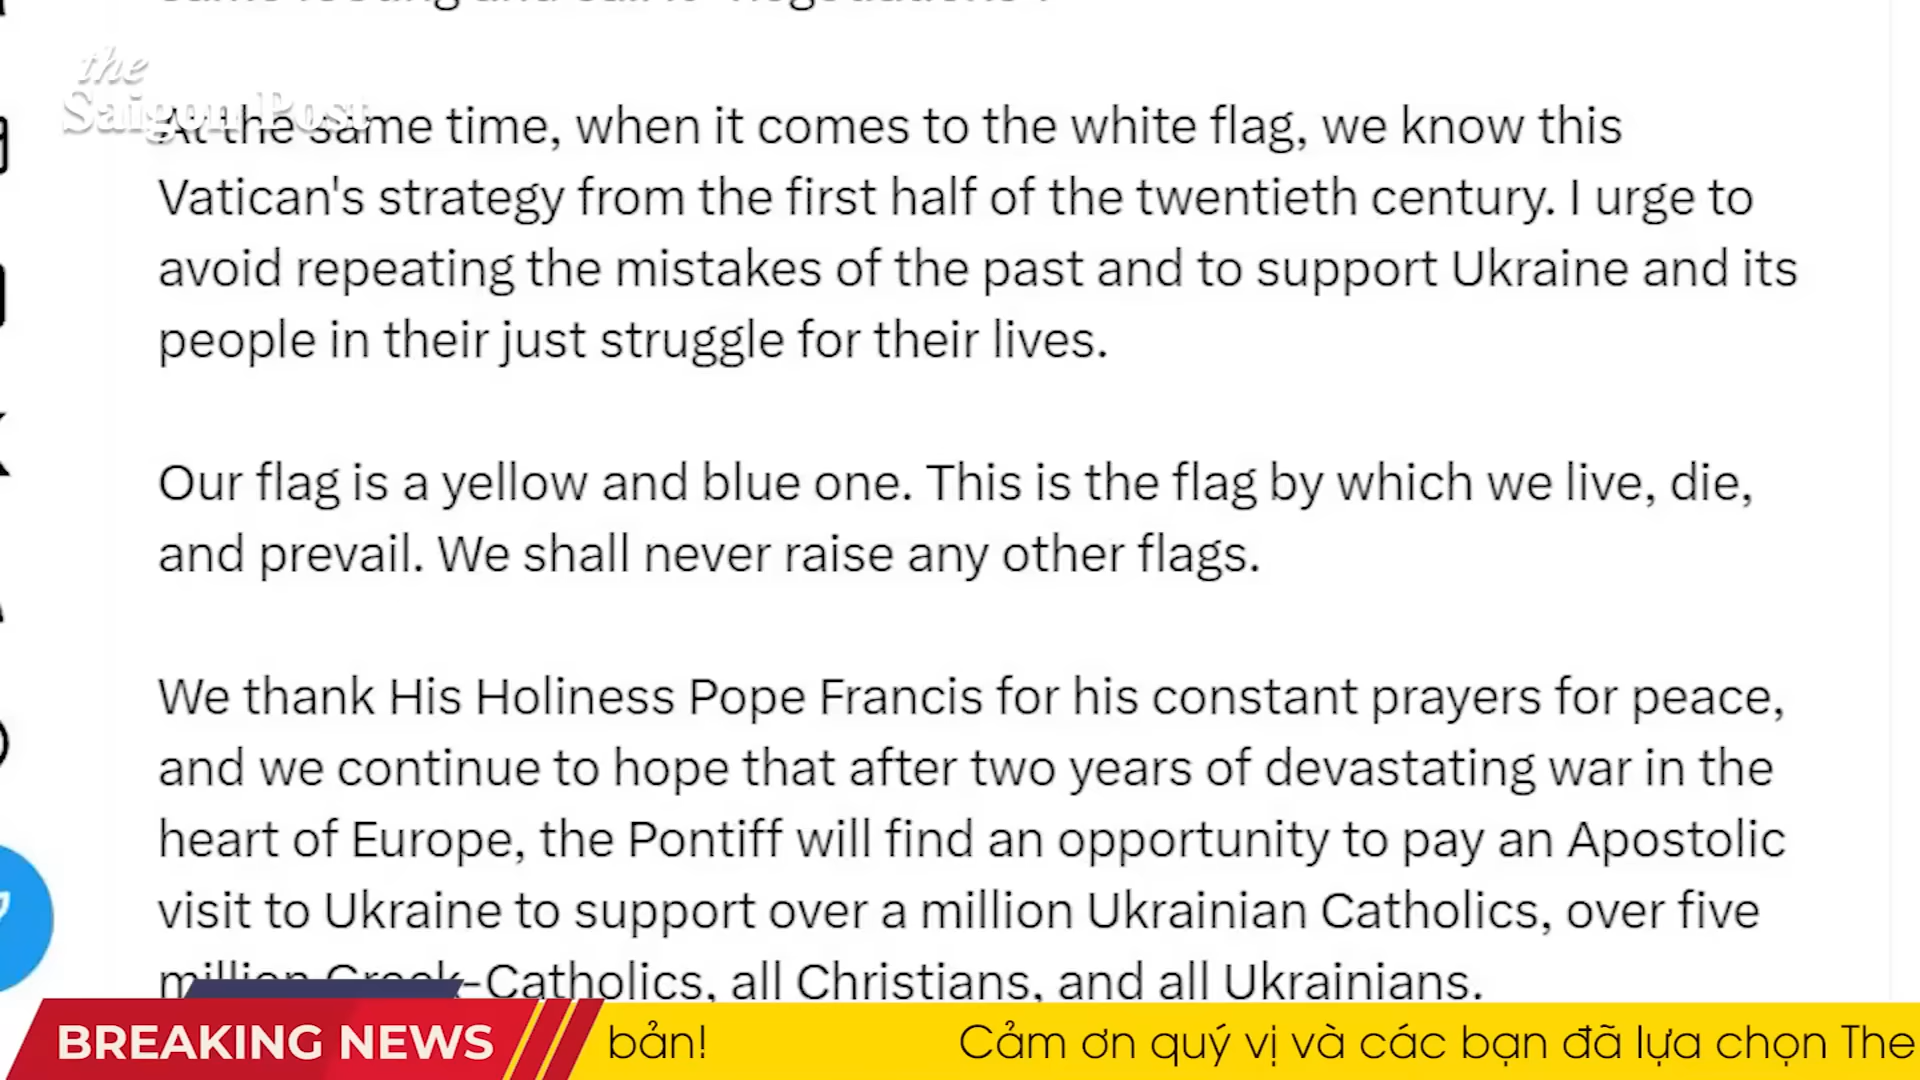 the
Saigon Post
At the same time, when it comes to the white flag, we know this
Vatican's strategy from the first half of the twentieth century. I urge to
avoid repeating the mistakes of the past and to support Ukraine and its
people in their just struggle for their lives.
Our flag is a yellow and blue one. This is the flag by which we live, die,
and prevail. We shall never raise any other flags.
We thank His Holiness Pope Francis for his constant prayers for peace,
and we continue to hope that after two years of devastating war in the
heart of Europe, the Pontiff will find an opportunity to pay an Apostolic
visit to Ukraine to support over a million Ukrainian Catholics, over five
million Greek-Catholics, all Christians, and all Ukrainians.
BREAKING NEWS bản! Cảm ơn quý vị và các bạn đã lựa chọn The